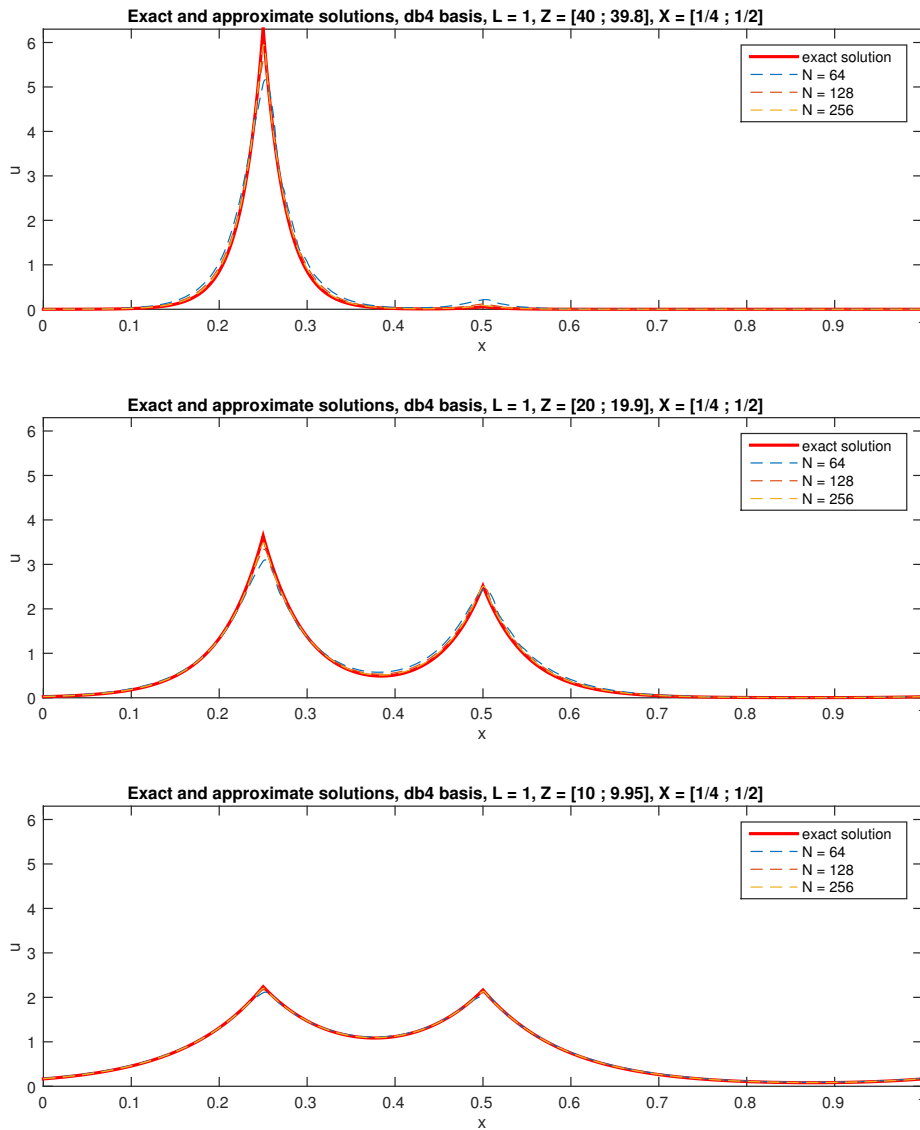 Exact and approximate solutions, db4 basis, L = 1, Z = [40 ; 39.8], X = [1/4 ; 1/2]
6
5
4
3
2
1
0
u
exact solution
N = 64
N = 128
N = 256
0 0.1 0.2 0.3 0.4 0.5 0.6 0.7 0.8 0.9 1
x
Exact and approximate solutions, db4 basis, L = 1, Z = [20 ; 19.9], X = [1/4 ; 1/2]
6
5
4
3
2
1
0
u
exact solution
N = 64
N = 128
N = 256
0 0.1 0.2 0.3 0.4 0.5 0.6 0.7 0.8 0.9 1
x
Exact and approximate solutions, db4 basis, L = 1, Z = [10 ; 9.95], X = [1/4 ; 1/2]
6
5
4
3
2
1
0
u
exact solution
N = 64
N = 128
N = 256
0 0.1 0.2 0.3 0.4 0.5 0.6 0.7 0.8 0.9 1
x